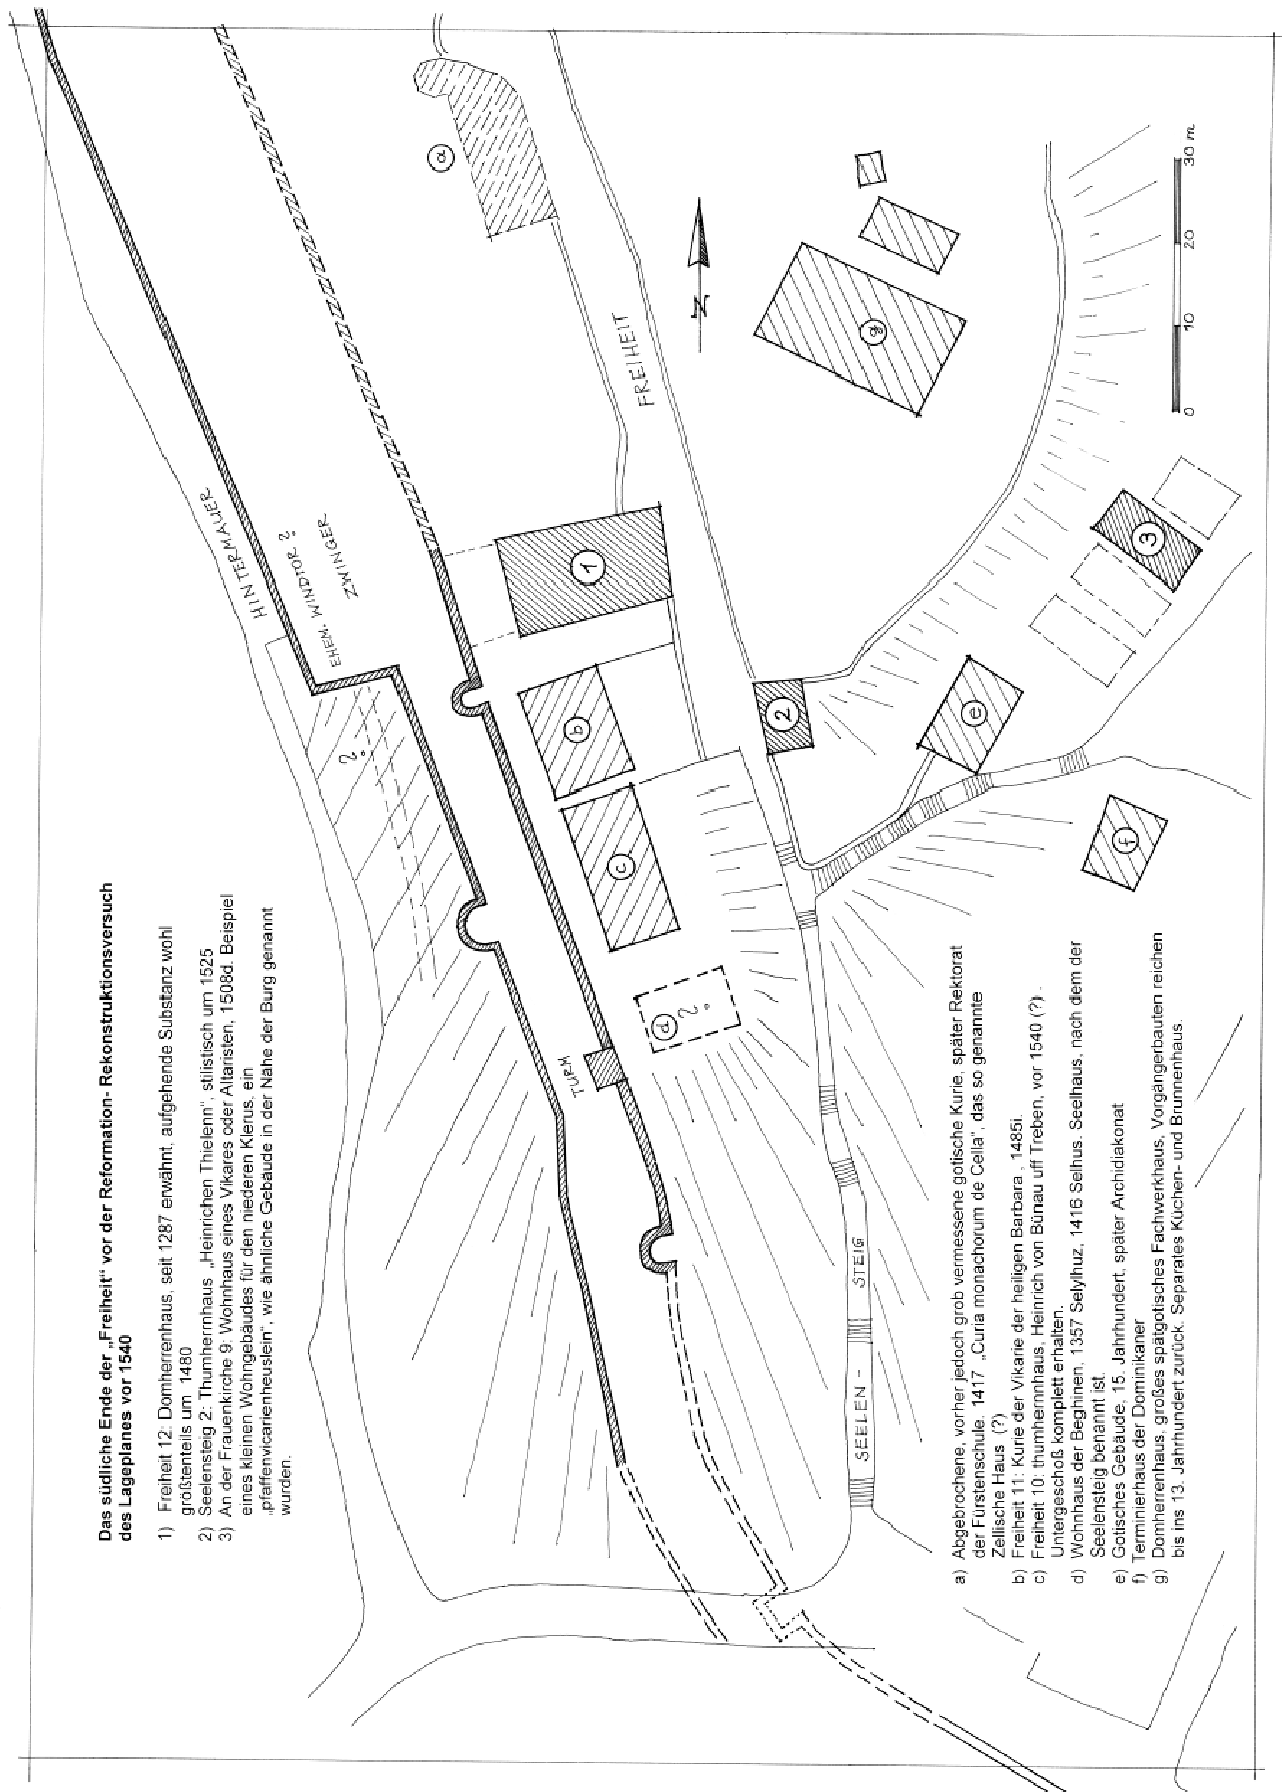 Das südliche Ende der „Freiheit“ vor der Reformation- Rekonstruktionsversuch
des Lageplanes vor 1540
1) Freiheit 12: Domherrenhaus, seit 1287 erwähnt, aufgehende Substanz wohl
größtenteils um 1480
2) Seelensteig 2: Thumherrnhaus „Heinrichen Thielenn“, stilistisch um 1525
3) An der Frauenkirche 9: Wohnhaus eines Vikares oder Altaristen, 1508d. Beispiel
eines kleinen Wohngebäudes für den niederen Klerus, ein
„pfaffenvicarienheuslein“, wie ähnliche Gebäude in der Nähe der Burg genannt
wurden.
HINTERMAUER
EHEM. WINDTOR?
ZWINGER
?
TURM
FREIHEIT
N
SEELEN - STEIG
a
b
c
d
?
e
f
g
1
2
3
0 10 20 30 m
a) Abgebrochene, vorher jedoch grob vermessene gotische Kurie, später Rektorat
der Fürstenschule. 1417 „Curia monachorum de Cella“, das so genannte
Zellische Haus (?)
b) Freiheit 11: Kurie der Vikarie der heiligen Barbara , 1485i.
c) Freiheit 10: thumherrnhaus, Heinrich von Bünau uff Treben, vor 1540 (?) .
Untergeschoß komplett erhalten.
d) Wohnhaus der Beghinen, 1357 Selylhuz, 1416 Selhus. Seelhaus, nach dem der
Seelensteig benannt ist.
e) Gotisches Gebäude, 15. Jahrhundert, später Archidiakonat
f) Terminierhaus der Dominikaner
g) Domherrenhaus, großes spätgotisches Fachwerkhaus, Vorgängerbauten reichen
bis ins 13. Jahrhundert zurück. Separates Küchen- und Brunnenhaus.